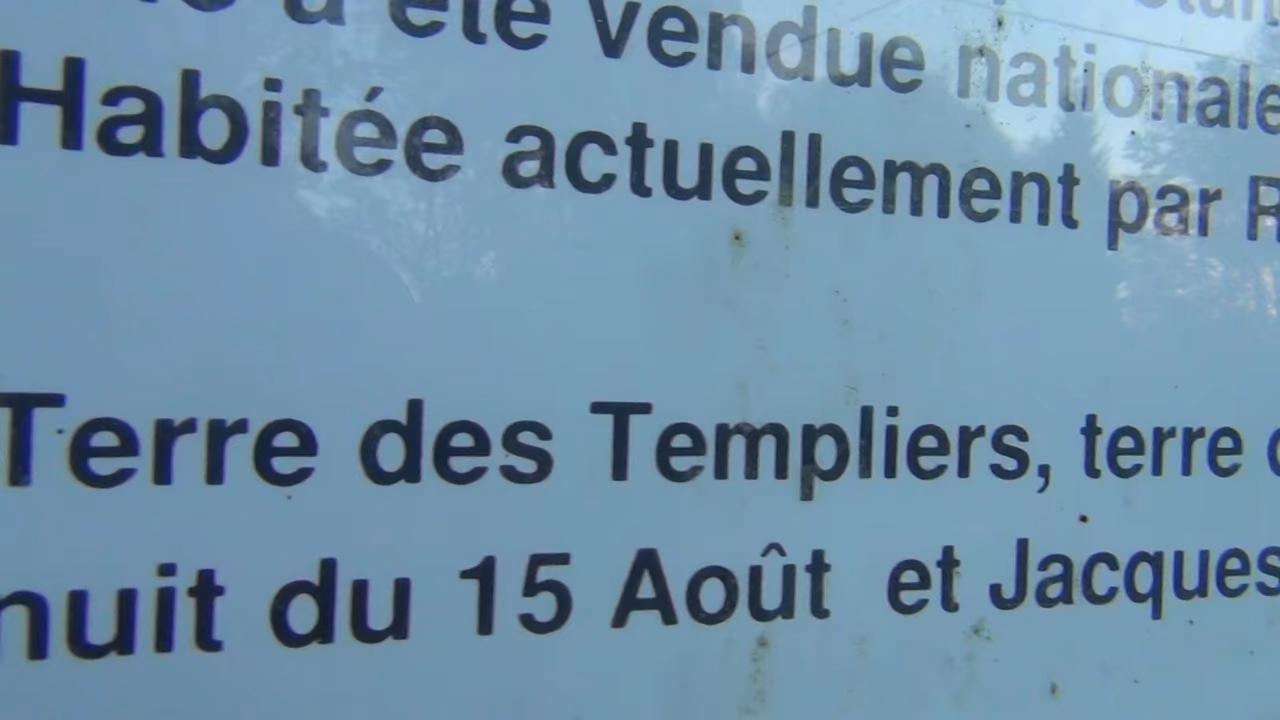 a été vendue nationale
Habitée actuellement par
Terre des Templiers, terre
nuit du 15 Août et Jacques